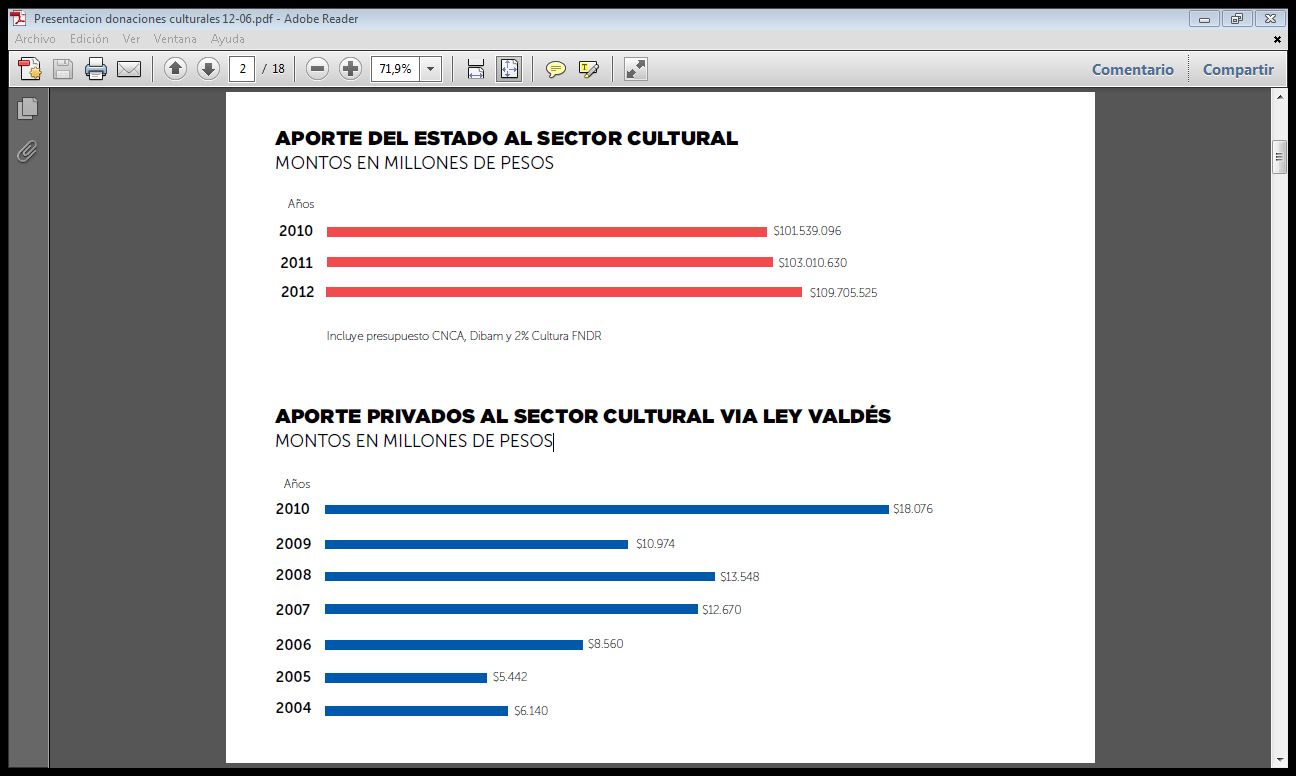 Presentacion donaciones culturales 12-06.pdf - Adobe Reader
Archivo Edición Ver Ventana Ayuda
2 / 18 71,9% Comentario Compartir
APORTE DEL ESTADO AL SECTOR CULTURAL
MONTOS EN MILLONES DE PESOS
Años
2010 $101.539.096
2011 $103.010.630
2012 $109.705.525
Incluye presupuesto CNCA, Dibam y 2% Cultura FNDR
APORTE PRIVADOS AL SECTOR CULTURAL VIA LEY VALDÉS
MONTOS EN MILLONES DE PESOS
Años
2010 $18.076
2009 $10.974
2008 $13.548
2007 $12.670
2006 $8.560
2005 $5.442
2004 $6.140